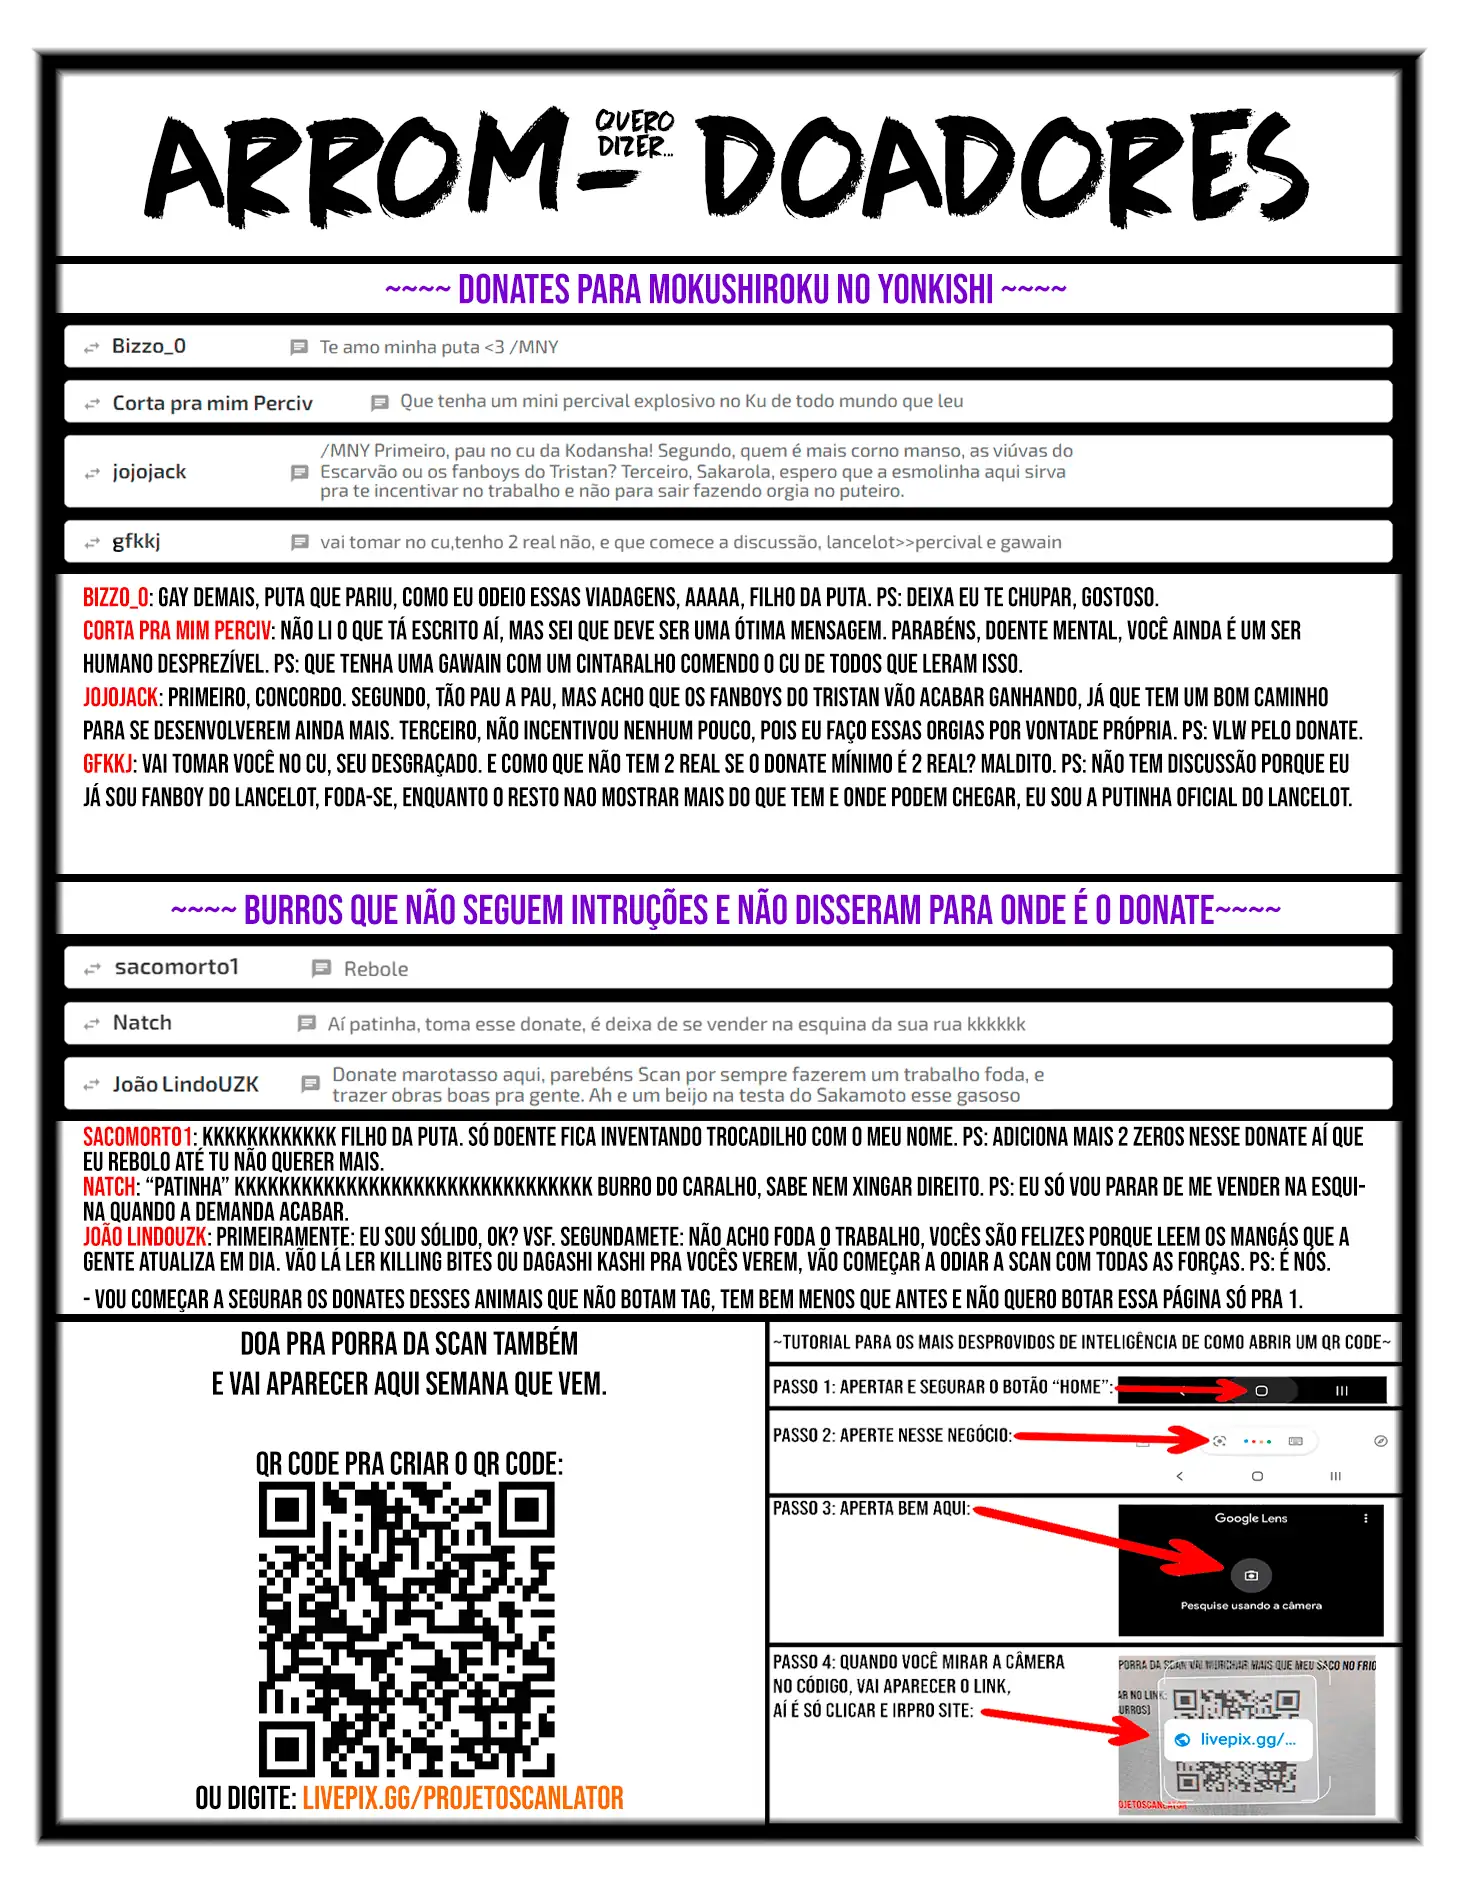 ARROM- QUERO DIZER... DOADORES
~~~~ DONATES PARA MOKUSHIROKU NO YONKISHI ~~~~
Bizzo_0 Te amo minha puta <3 /MNY
Corta pra mim Perciv Que tenha um mini percival explosivo no Ku de todo mundo que leu
/MNY Primeiro, pau no cu da Kodansha! Segundo, quem é mais corno manso, as viúvas do
jojojack Escarvão ou os fanboys do Tristan? Terceiro, Sakarola, espero que a esmolinha aqui sirva
pra te incentivar no trabalho e não para sair fazendo orgia no puteiro.
gfkkj vai tomar no cu,tenho 2 real não, e que comece a discussão, lancelot>>percival e gawain
BIZZO_0: GAY DEMAIS, PUTA QUE PARIU, COMO EU ODEIO ESSAS VIADAGENS, AAAAA, FILHO DA PUTA. PS: DEIXA EU TE CHUPAR, GOSTOSO.
CORTA PRA MIM PERCIV: NÃO LI O QUE TÁ ESCRITO AÍ, MAS SEI QUE DEVE SER UMA ÓTIMA MENSAGEM. PARABÉNS, DOENTE MENTAL, VOCÊ AINDA É UM SER
HUMANO DESPREZÍVEL. PS: QUE TENHA UMA GAWAIN COM UM CINTARALHO COMENDO O CU DE TODOS QUE LERAM ISSO.
JOJOJACK: PRIMEIRO, CONCORDO. SEGUNDO, TÃO PAU A PAU, MAS ACHO QUE OS FANBOYS DO TRISTAN VÃO ACABAR GANHANDO, JÁ QUE TEM UM BOM CAMINHO
PARA SE DESENVOLVEREM AINDA MAIS. TERCEIRO, NÃO INCENTIVOU NENHUM POUCO, POIS EU FAÇO ESSAS ORGIAS POR VONTADE PRÓPRIA. PS: VLW PELO DONATE.
GFKKJ: VAI TOMAR VOCÊ NO CU, SEU DESGRAÇADO. E COMO QUE NÃO TEM 2 REAL SE O DONATE MÍNIMO É 2 REAL? MALDITO. PS: NÃO TEM DISCUSSÃO PORQUE EU
JÁ SOU FANBOY DO LANCELOT, FODA-SE, ENQUANTO O RESTO NAO MOSTRAR MAIS DO QUE TEM E ONDE PODEM CHEGAR, EU SOU A PUTINHA OFICIAL DO LANCELOT.
~~~~ BURROS QUE NÃO SEGUEM INTRUÇÕES E NÃO DISSERAM PARA ONDE É O DONATE~~~~
sacomorto1 Rebole
Natch Aí patinha, toma esse donate, é deixa de se vender na esquina da sua rua kkkkkk
João LindoUZK Donate marotasso aqui, parebéns Scan por sempre fazerem um trabalho foda, e
trazer obras boas pra gente. Ah e um beijo na testa do Sakamoto esse gasoso
SACOMORTO1: KKKKKKKKKKKK FILHO DA PUTA. SÓ DOENTE FICA INVENTANDO TROCADILHO COM O MEU NOME. PS: ADICIONA MAIS 2 ZEROS NESSE DONATE AÍ QUE
EU REBOLO ATÉ TU NÃO QUERER MAIS.
NATCH: “PATINHA” KKKKKKKKKKKKKKKKKKKKKKKKKKKKKKKK BURRO DO CARALHO, SABE NEM XINGAR DIREITO. PS: EU SÓ VOU PARAR DE ME VENDER NA ESQUI-
NA QUANDO A DEMANDA ACABAR.
JOÃO LINDOUZK: PRIMEIRAMENTE: EU SOU SÓLIDO, OK? VSF. SEGUNDAMETE: NÃO ACHO FODA O TRABALHO, VOCÊS SÃO FELIZES PORQUE LEEM OS MANGÁS QUE A
GENTE ATUALIZA EM DIA. VÃO LÁ LER KILLING BITES OU DAGASHI KASHI PRA VOCÊS VEREM, VÃO COMEÇAR A ODIAR A SCAN COM TODAS AS FORÇAS. PS: É NÓS.
- VOU COMEÇAR A SEGURAR OS DONATES DESSES ANIMAIS QUE NÃO BOTAM TAG, TEM BEM MENOS QUE ANTES E NÃO QUERO BOTAR ESSA PÁGINA SÓ PRA 1.
DOA PRA PORRA DA SCAN TAMBÉM
E VAI APARECER AQUI SEMANA QUE VEM.
QR CODE PRA CRIAR O QR CODE:
OU DIGITE: LIVEPIX.GG/PROJETOSCANLATOR
~TUTORIAL PARA OS MAIS DESPROVIDOS DE INTELIGÊNCIA DE COMO ABRIR UM QR CODE~
PASSO 1: APERTAR E SEGURAR O BOTÃO “HOME”:
PASSO 2: APERTE NESSE NEGÓCIO:
PASSO 3: APERTA BEM AQUI:
Google Lens
Pesquise usando a câmera
PASSO 4: QUANDO VOCÊ MIRAR A CÂMERA
NO CÓDIGO, VAI APARECER O LINK,
AÍ É SÓ CLICAR E IRPRO SITE:
PORRA DA SCAN VAI MURCHAR MAIS QUE MEU SACO NO FRIO
AR NO LINK:
URROS)
livepix.gg/...
OJETOSCANLATOR